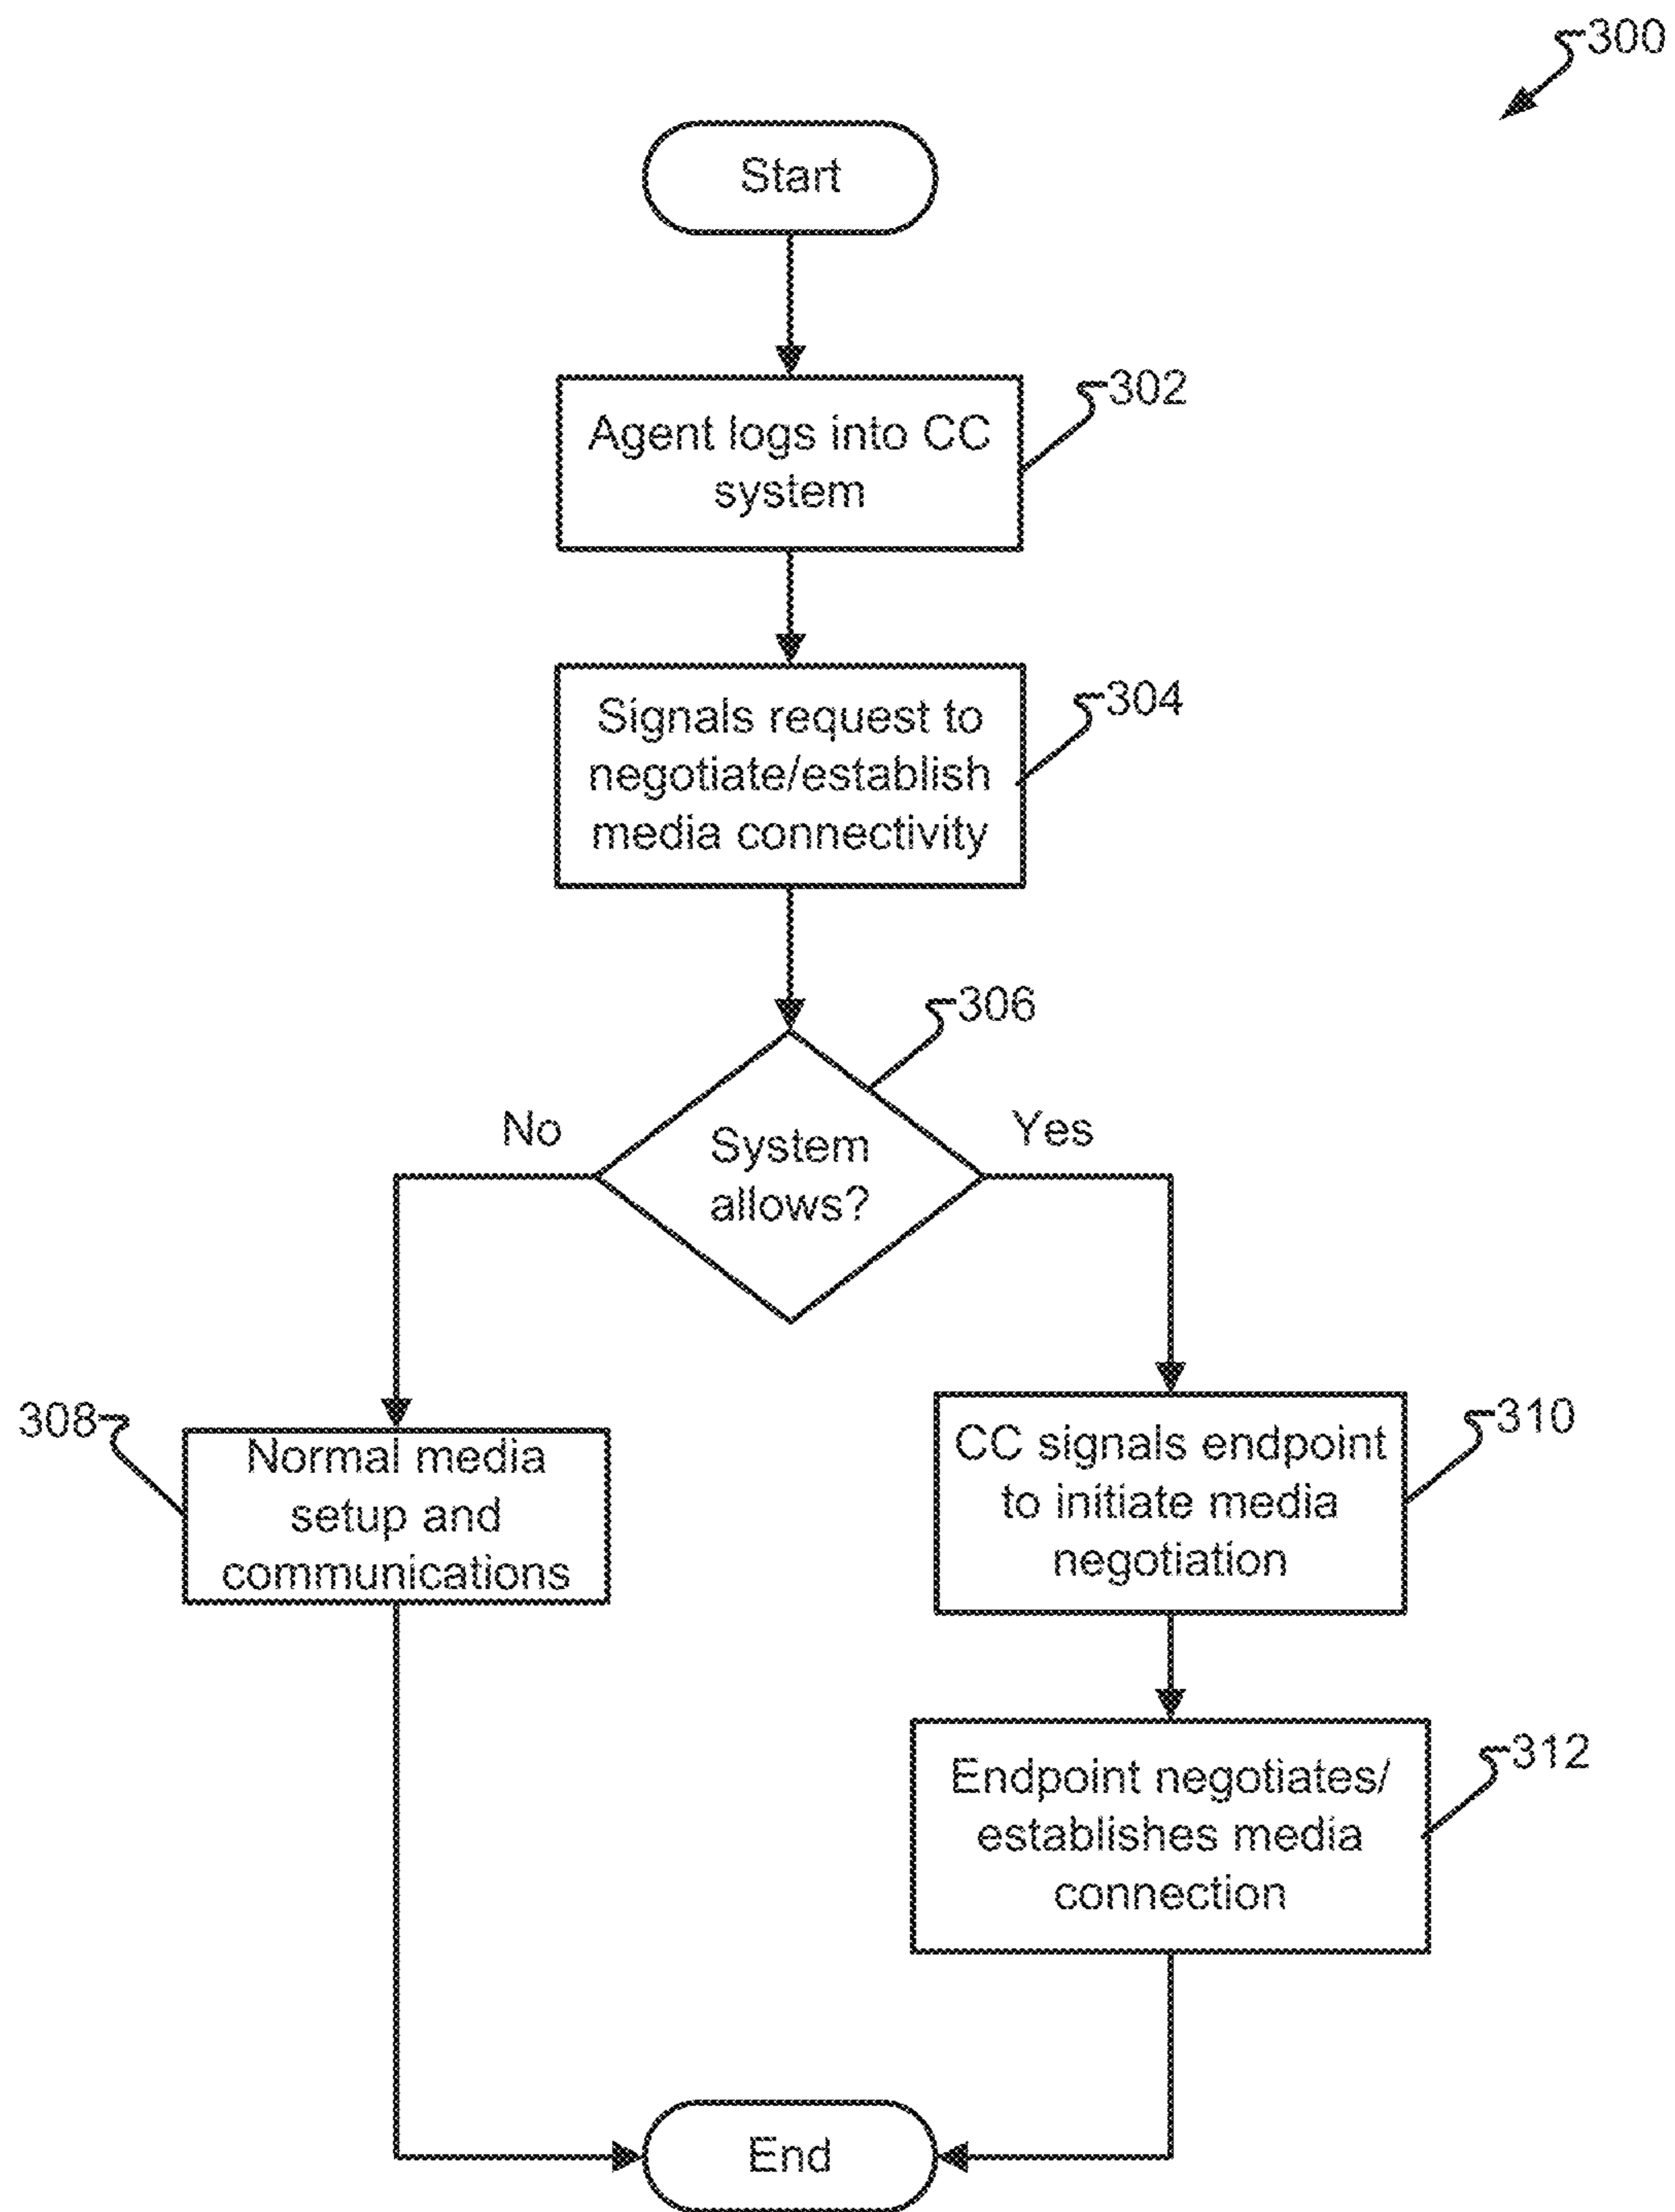 300
Start
Agent logs into CC
system
302
Signals request to
negotiate/establish
media connectivity
304
306
No
Yes
System
allows?
308
Normal media
setup and
communications
CC signals endpoint
to initiate media
negotiation
310
Endpoint negotiates/
establishes media
connection
312
End